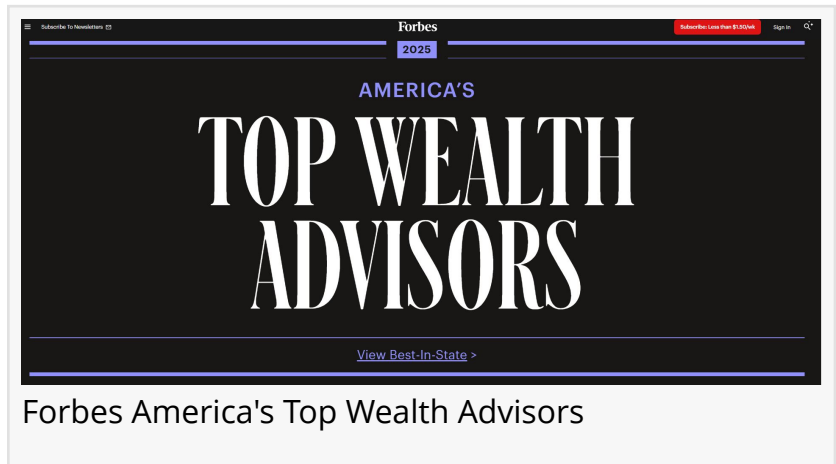 Subscribe To Newsletters
Forbes
Subscribe: Less than $1.50/wk
Sign In
2025
AMERICA'S
TOP WEALTH
ADVISORS
View Best-In-State >
Forbes America's Top Wealth Advisors